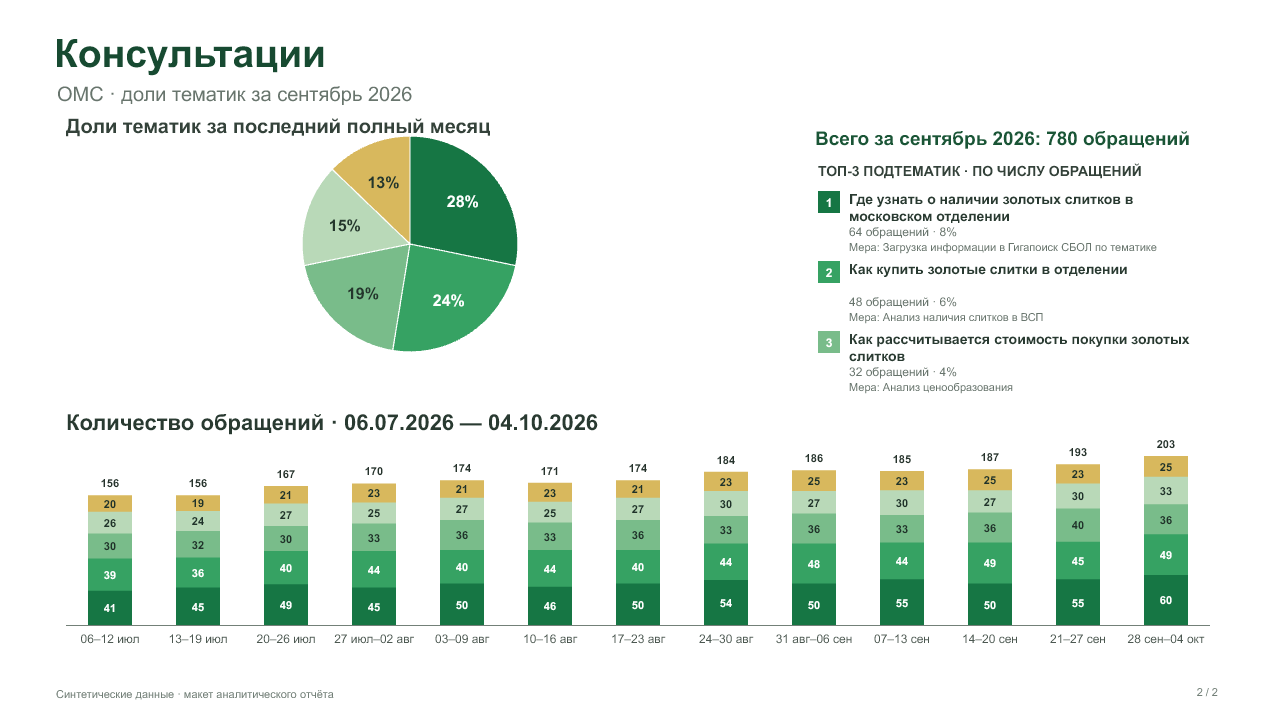 Консультации
ОМС · доли тематик за сентябрь 2026
Доли тематик за последний полный месяц
13%
28%
15%
19%
24%
Всего за сентябрь 2026: 780 обращений
ТОП-3 ПОДТЕМАТИК · ПО ЧИСЛУ ОБРАЩЕНИЙ
1
Где узнать о наличии золотых слитков в
московском отделении
64 обращений · 8%
Мера: Загрузка информации в Гигапоиск СБОЛ по тематике
2
Как купить золотые слитки в отделении
48 обращений · 6%
Мера: Анализ наличия слитков в ВСП
3
Как рассчитывается стоимость покупки золотых
слитков
32 обращений · 4%
Мера: Анализ ценообразования
Количество обращений · 06.07.2026 — 04.10.2026
156 156 167 170 174 171 174 184 186 185 187 193 203
20 19 21 23 21 23 21 23 25 23 25 23 25
26 24 27 25 27 25 27 30 27 30 27 30 33
30 32 30 33 36 33 36 33 36 33 36 40 36
39 36 40 44 40 44 40 44 48 44 49 45 49
41 45 49 45 50 46 50 54 50 55 50 55 60
06–12 июл 13–19 июл 20–26 июл 27 июл–02 авг 03–09 авг 10–16 авг 17–23 авг 24–30 авг 31 авг–06 сен 07–13 сен 14–20 сен 21–27 сен 28 сен–04 окт
Синтетические данные · макет аналитического отчёта
2 / 2